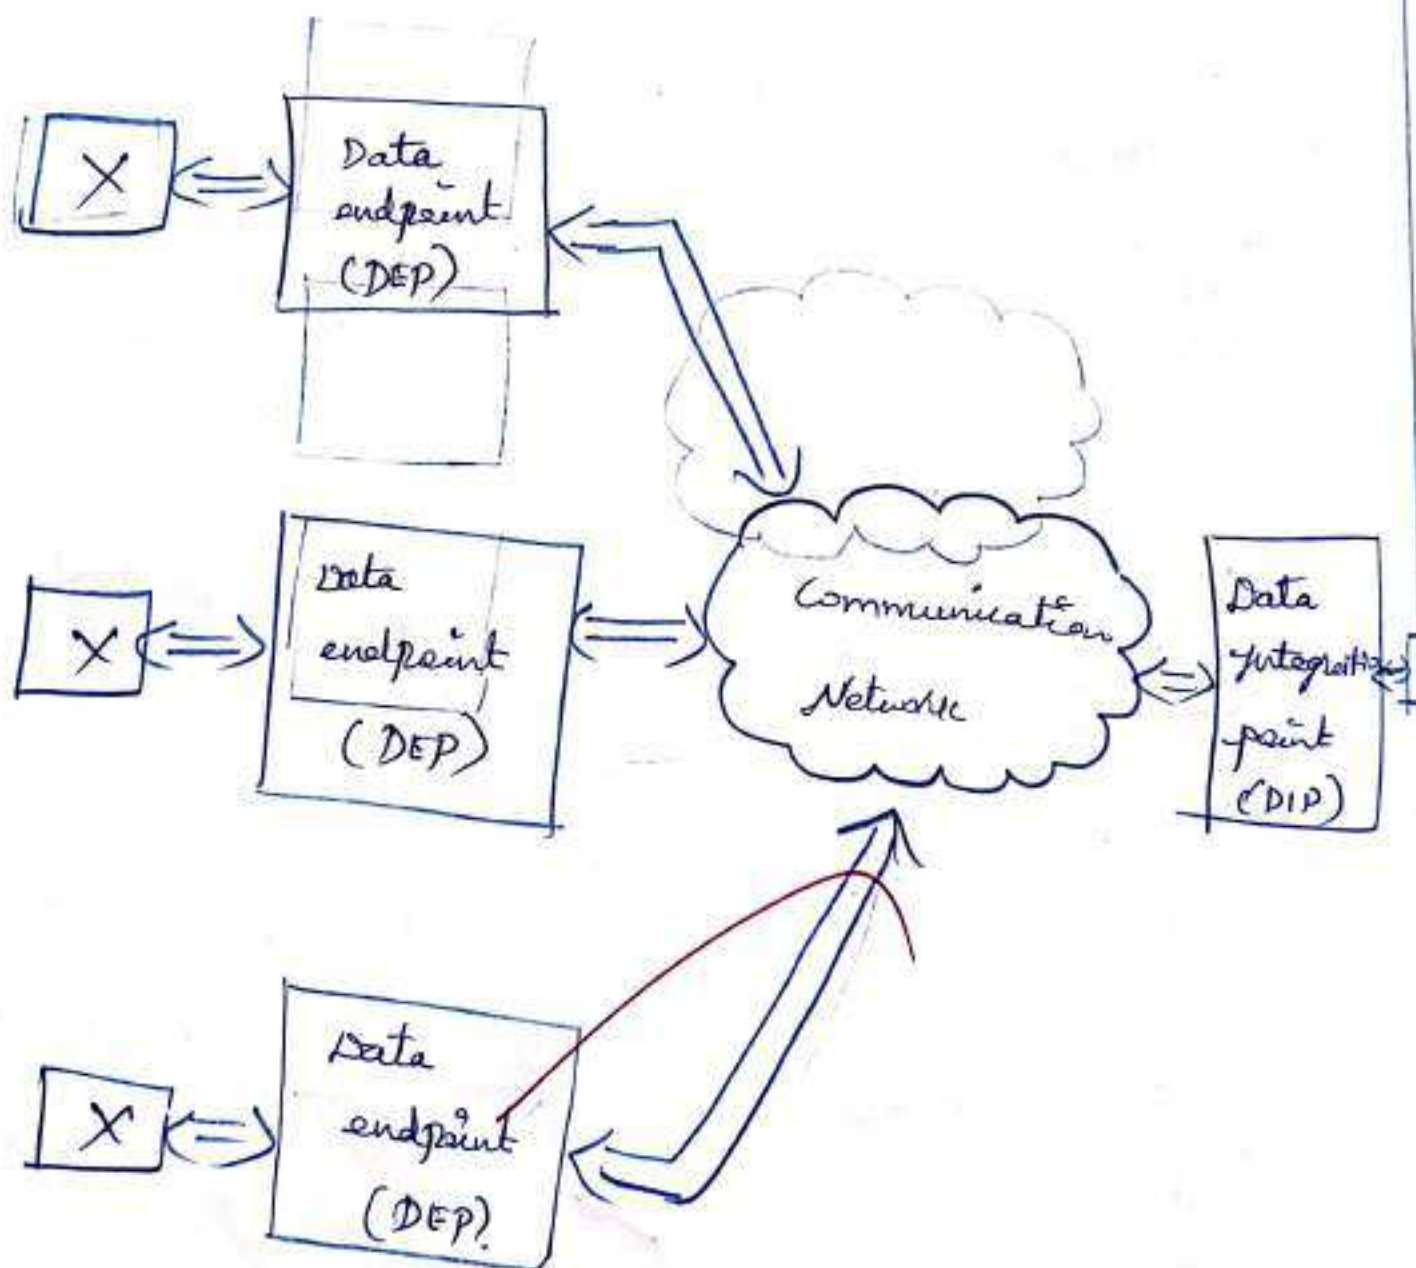 X
Data
endpoint
(DEP)
X
Data
endpoint
(DEP)
Communication
Network
Data
Integration
point
(DIP)
X
Data
endpoint
(DEP).